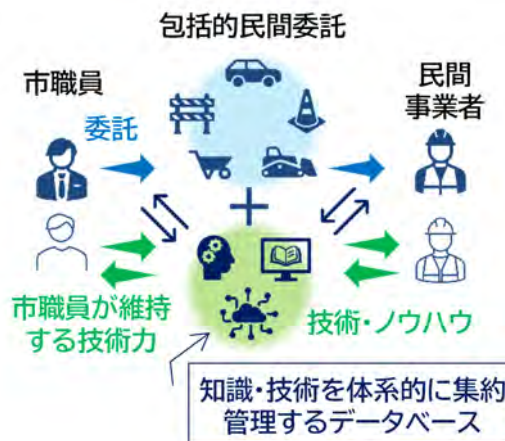 包括的民間委託
市職員
民間
事業者
委託
市職員が維持
する技術力
技術・ノウハウ
知識・技術を体系的に集約
管理するデータベース